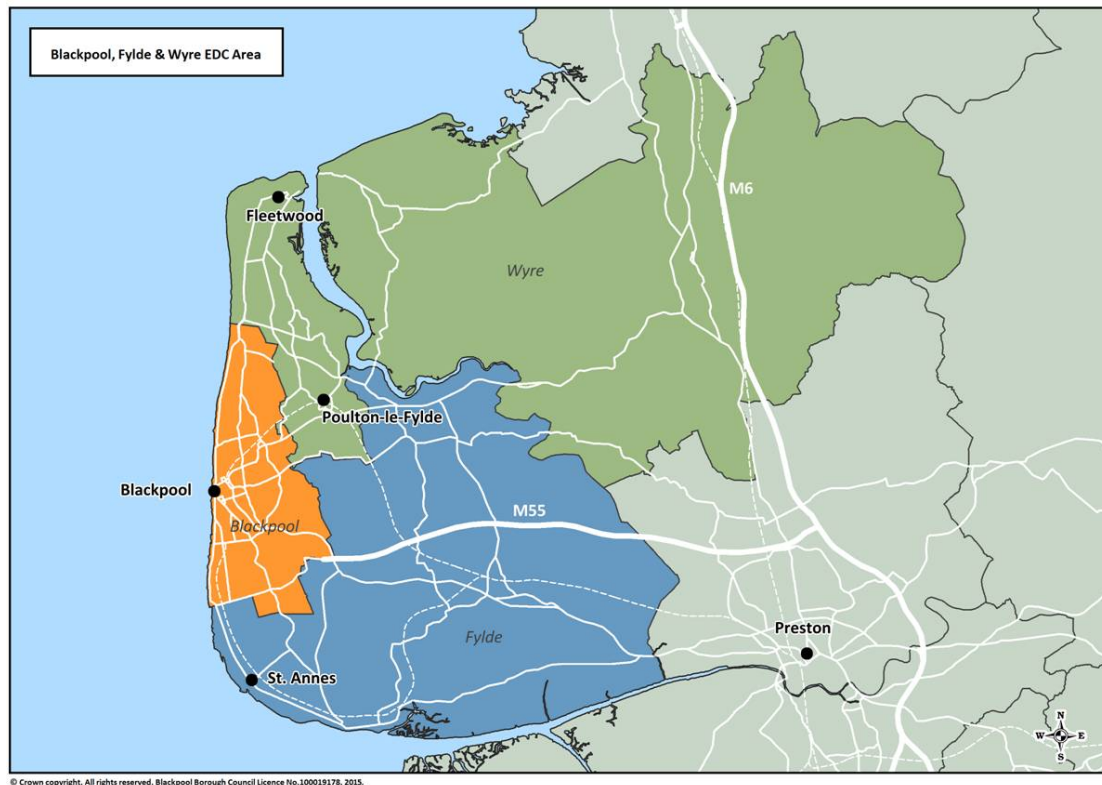 Blackpool, Fylde & Wyre EDC Area
M6
Fleetwood
Wyre
Poulton-le-Fylde
Blackpool
M55
Blackpool
Preston
Fylde
St. Annes
N
W E
S
© Crown copyright. All rights reserved. Blackpool Borough Council Licence No.100019178. 2015.